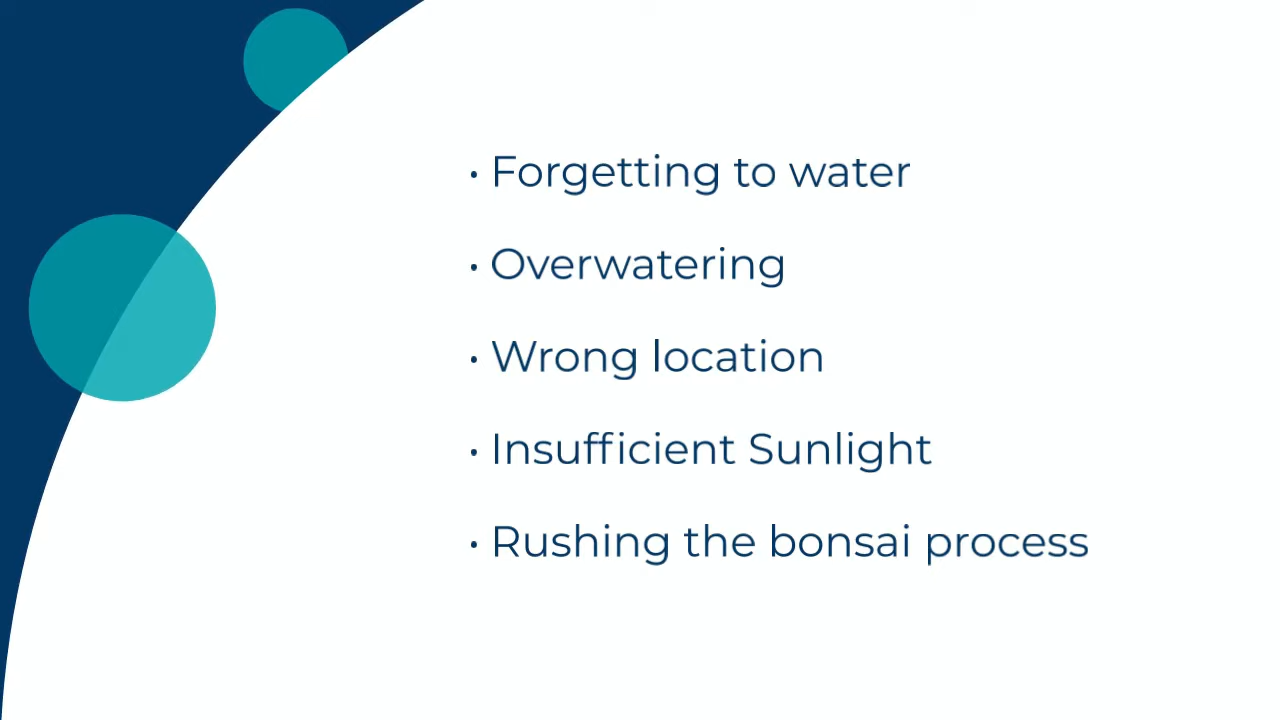 • Forgetting to water
• Overwatering
• Wrong location
• Insufficient Sunlight
• Rushing the bonsai process